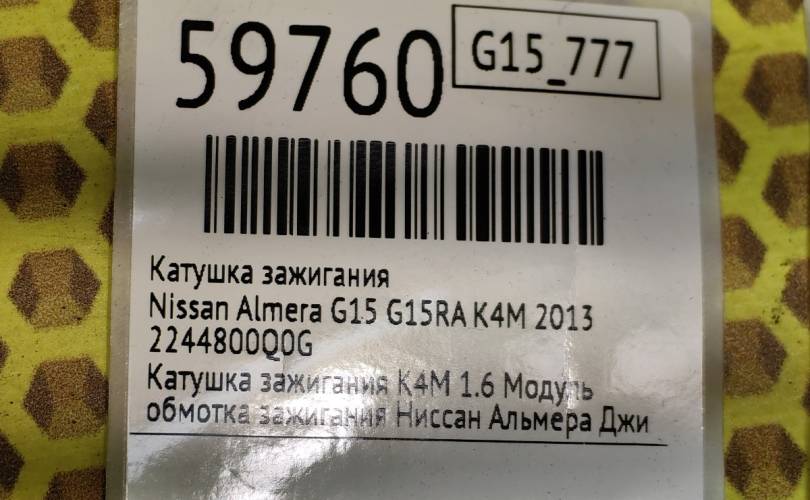 59760
G15_777
Катушка зажигания
Nissan Almera G15 G15RA K4M 2013
2244800Q0G
Катушка зажигания K4M 1.6 Модуль
обмотка зажигания Ниссан Альмера Джи